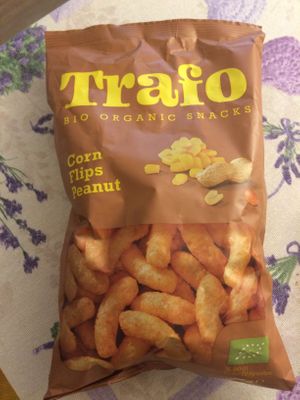 Trafo
BIO ORGANIC SNACKS
Corn
Flips
Peanut